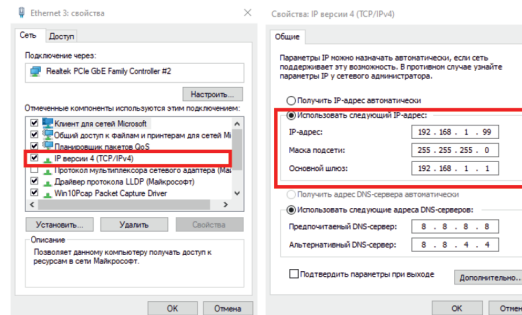 Ethernet 3: свойства
Сеть Доступ
Подключение через:
Realtek PCIe GbE Family Controller #2
Настроить...
Отмеченные компоненты используются этим подключением:
Клиент для сетей Microsoft
Общий доступ к файлам и принтерам для сетей Mi
Планировщик пакетов QoS
IP версии 4 (TCP/IPv4)
Протокол мультиплексора сетевого адаптера (Май
Драйвер протокола LLDP (Майкрософт)
Win10Pcap Packet Capture Driver
Установить... Удалить Свойства
Описание
Позволяет данному компьютеру получать доступ к
ресурсам в сети Майкрософт.
ОК Отмена
Свойства: IP версии 4 (TCP/IPv4)
Общие
Параметры IP можно назначать автоматически, если сеть
поддерживает эту возможность. В противном случае узнайте
параметры IP у сетевого администратора.
Получить IP-адрес автоматически
Использовать следующий IP-адрес:
IP-адрес: 192 . 168 . 1 . 99
Маска подсети: 255 . 255 . 255 . 0
Основной шлюз: 192 . 168 . 1 . 1
Получить адрес DNS-сервера автоматически
Использовать следующие адреса DNS-серверов:
Предпочитаемый DNS-сервер: 8 . 8 . 8 . 8
Альтернативный DNS-сервер: 8 . 8 . 4 . 4
Подтвердить параметры при выходе
Дополнительно...
ОК Отмен